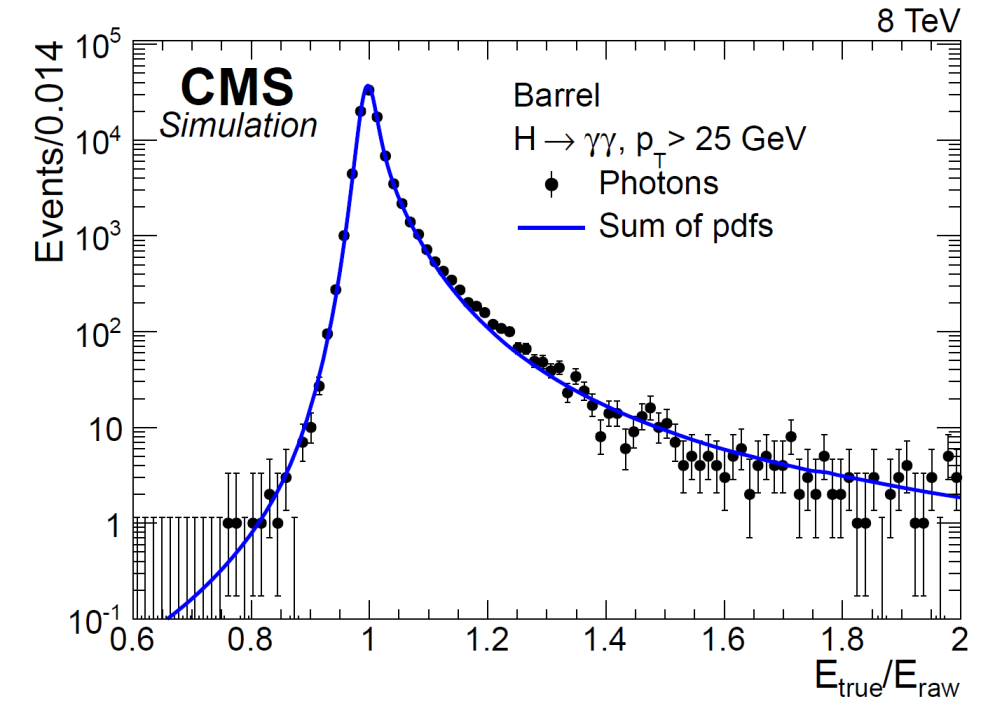 8 TeV
CMS
Simulation
Barrel
H → γγ, p_T > 25 GeV
Photons
Sum of pdfs
Events/0.014
10^5
10^4
10^3
10^2
10
1
10^-1
0.6 0.8 1 1.2 1.4 1.6 1.8 2
E_true/E_raw